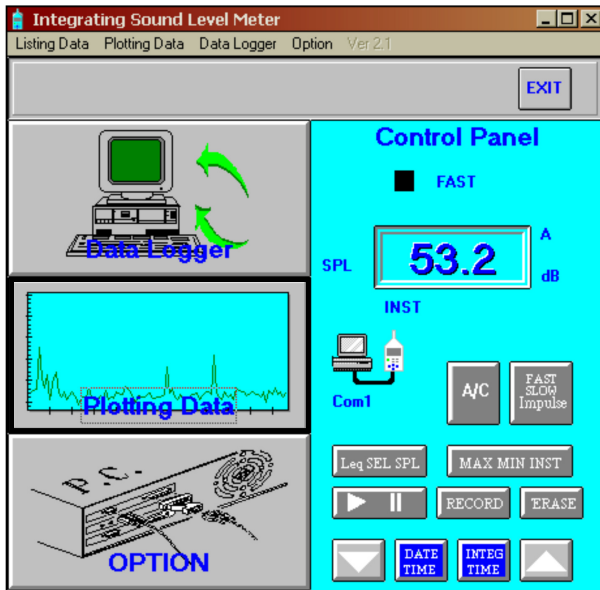 Integrating Sound Level Meter
Listing Data Plotting Data Data Logger Option Ver 2.1
EXIT
Data Logger
Plotting Data
P.C.
OPTION
Control Panel
FAST
SPL 53.2 A dB
INST
Com1
A/C
FAST
SLOW
Impulse
Leq SEL SPL
MAX MIN INST
RECORD
ERASE
DATE
TIME
INTEG
TIME